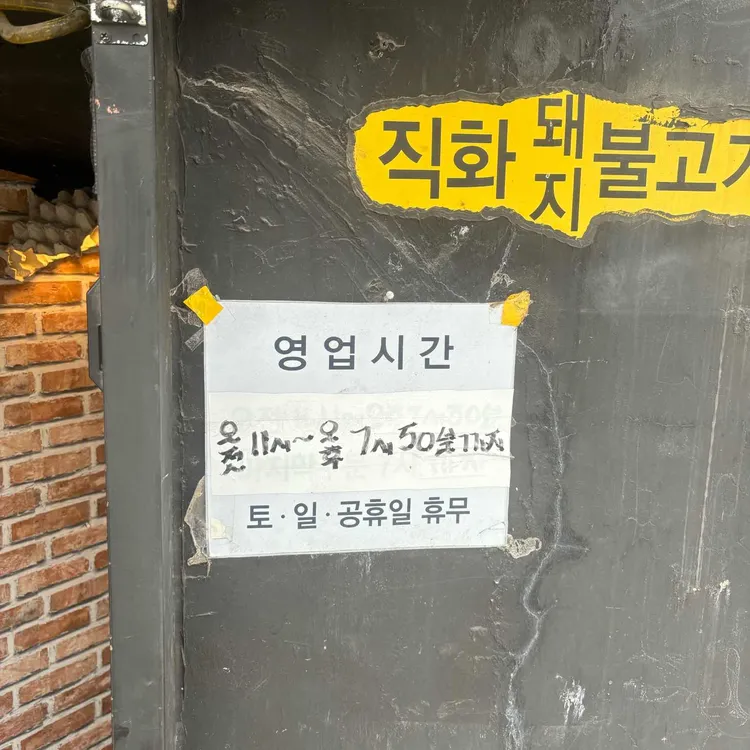 직화 돼지 불고기
영업시간
오전 11시~오후 7시 50분까지
토·일·공휴일 휴무